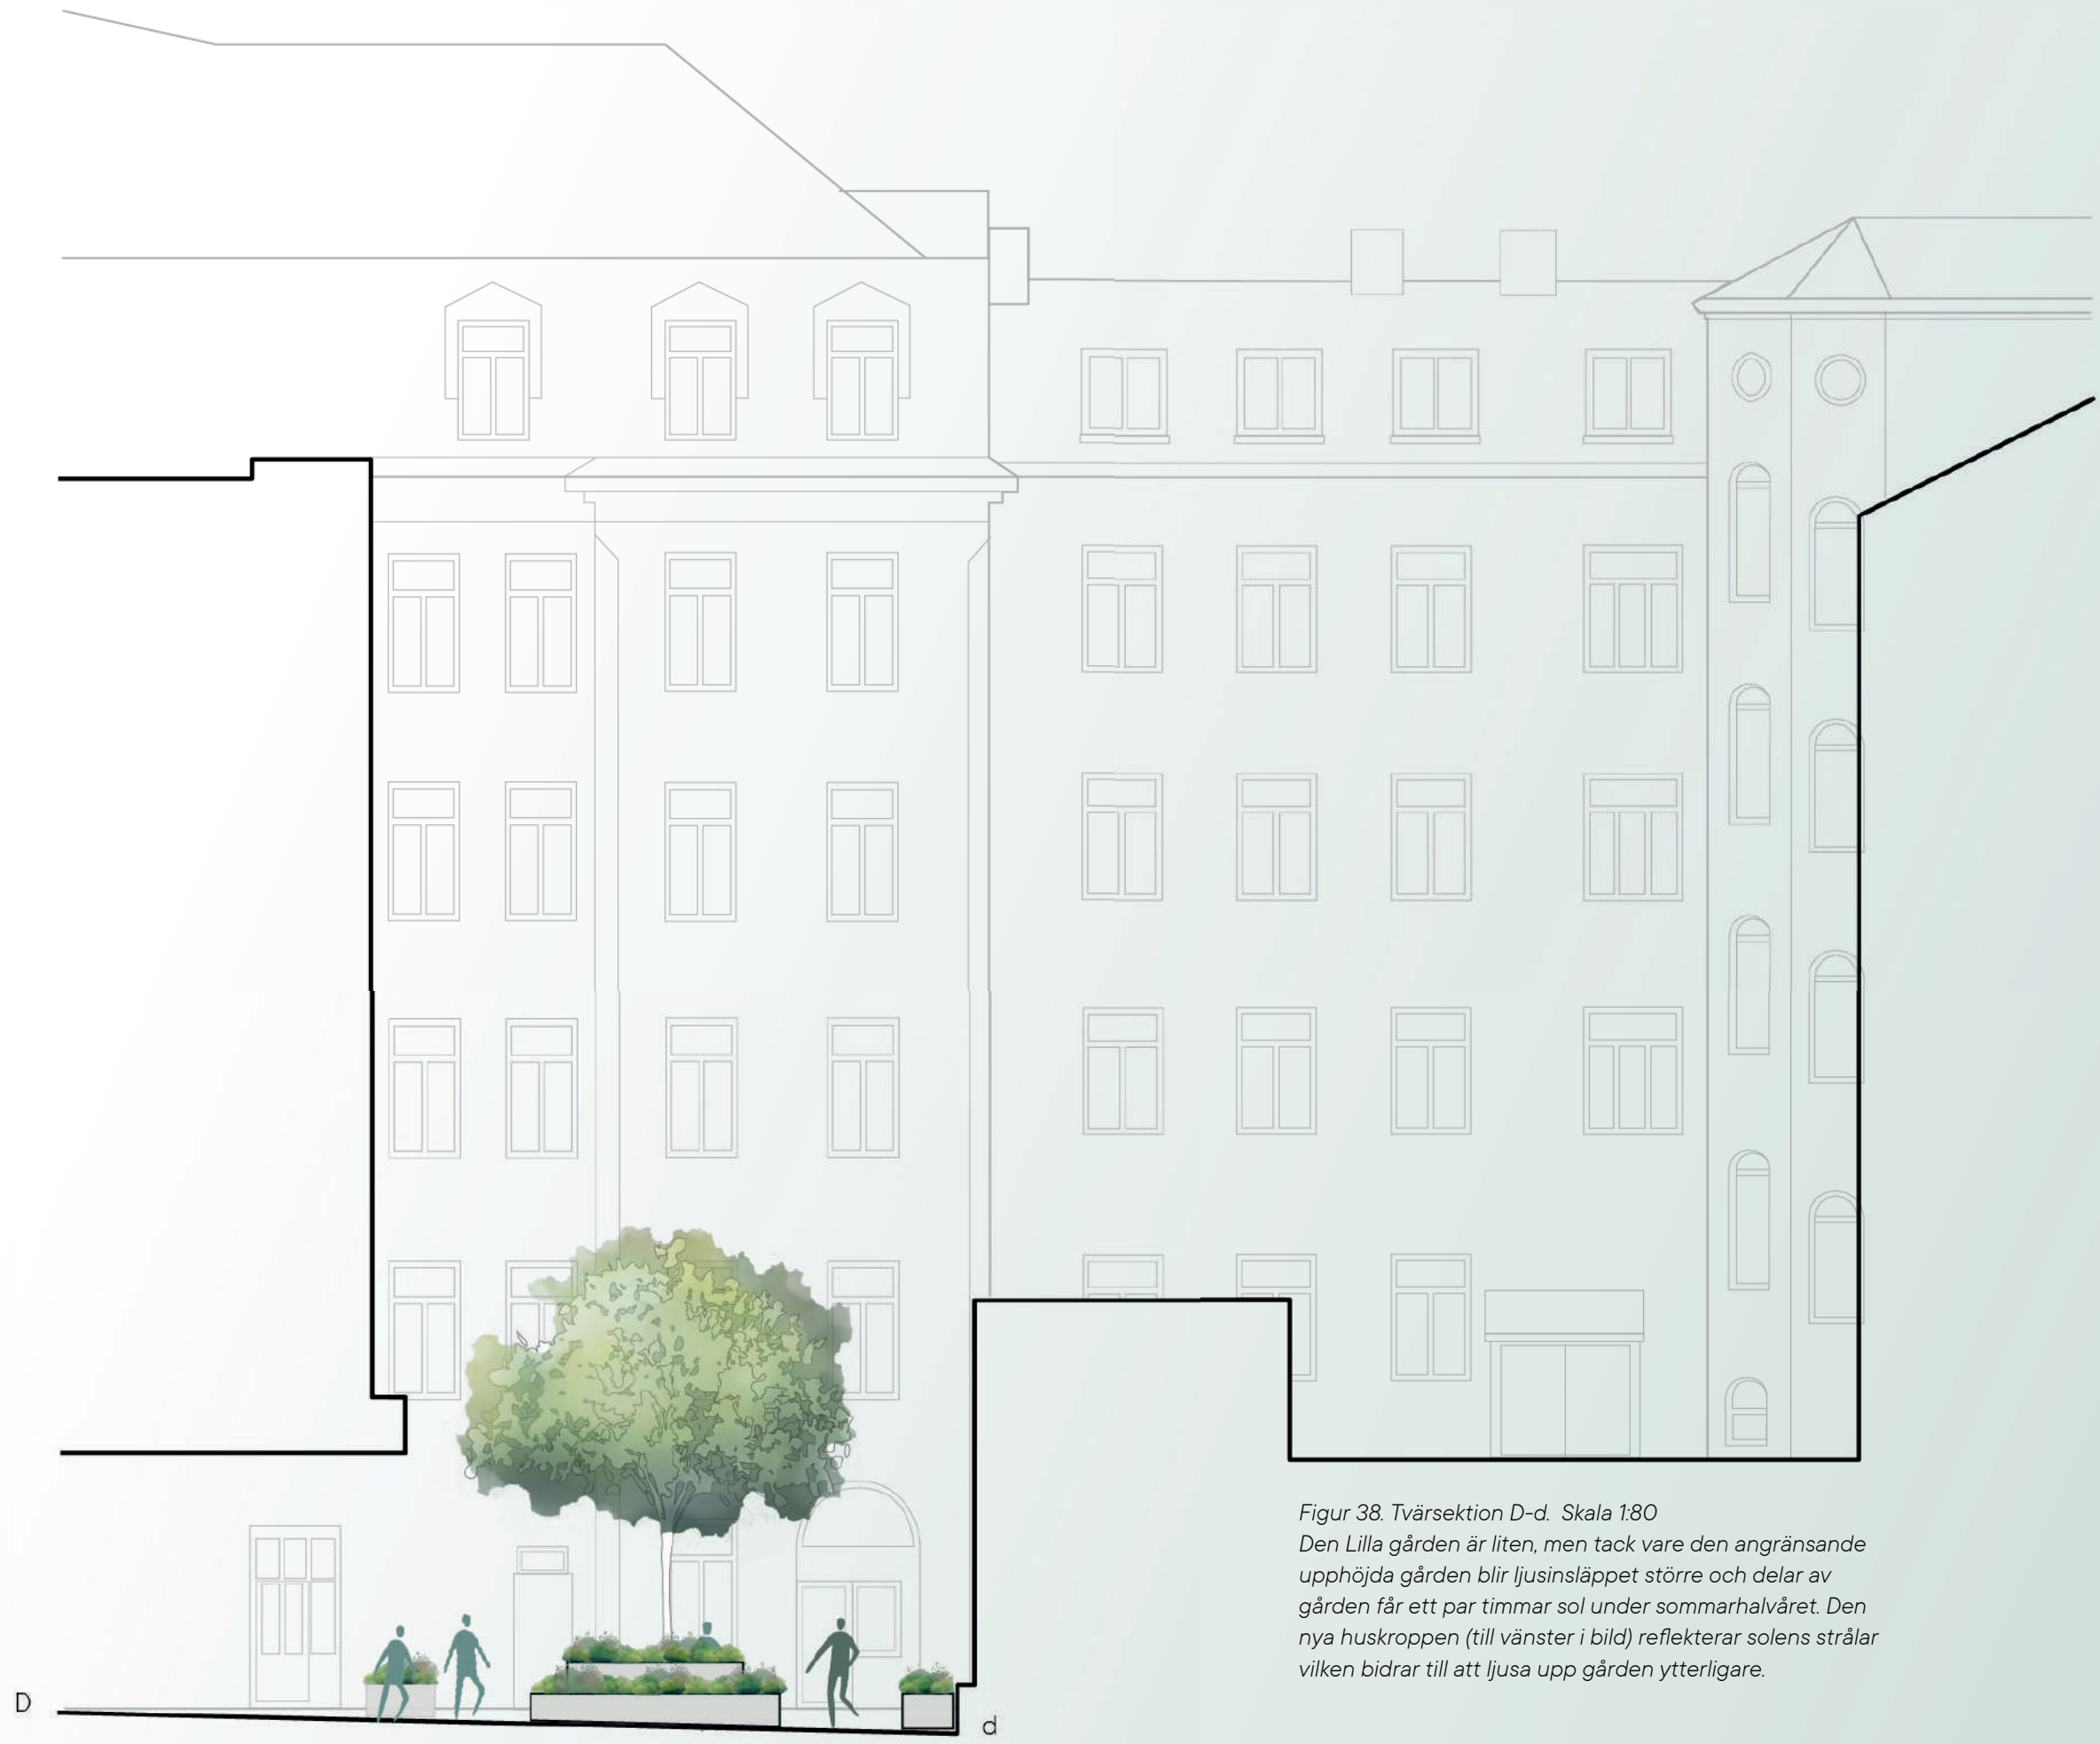 Figur 38. Tvärsektion D-d. Skala 1:80
Den Lilla gården är liten, men tack vare den angränsande
upphöjda gården blir ljusinsläppet större och delar av
gården får ett par timmar sol under sommarhalvåret. Den
nya huskroppen (till vänster i bild) reflekterar solens strålar
vilken bidrar till att ljusa upp gården ytterligare.
D
d